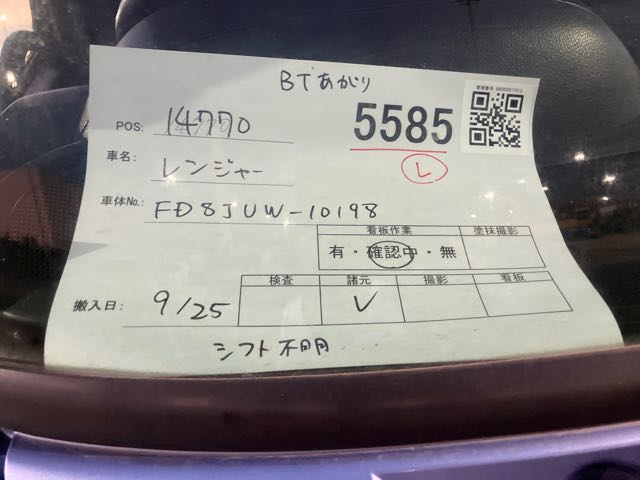 BTあがり
POS: 14770
5585
L
車名: レンジャー
車体No.: FD8JUW-10198
看板作業 塗抹撮影
有・確認中・無
検査 諸元 撮影 看板
搬入日: 9/25 ✓
シフト不明